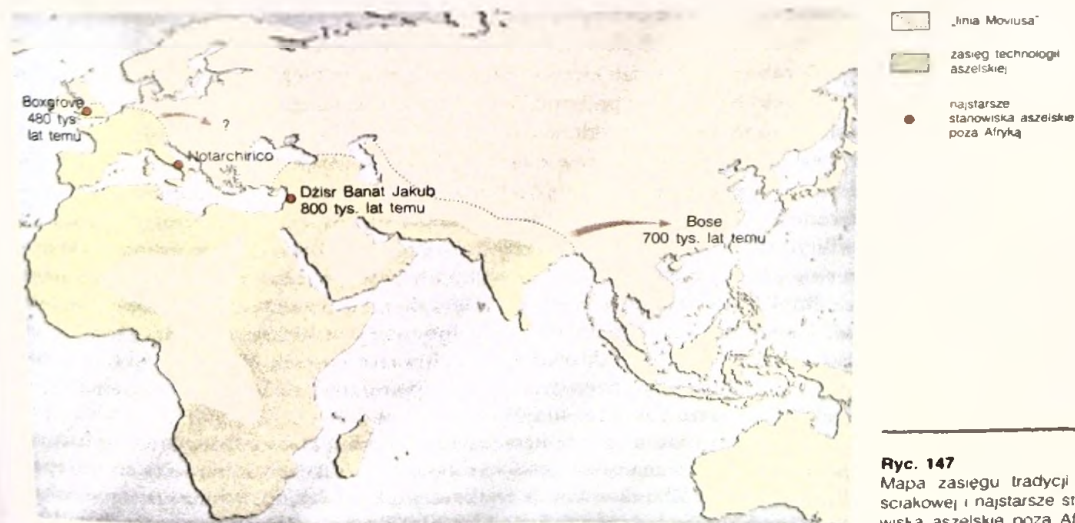 Boxgrove
480 tys.
lat temu
?
Notarchirico
Dżisr Banat Jakub
800 tys. lat temu
Bose
700 tys. lat temu
„linia Moviusa"
zasięg technologii
aszelskiej
najstarsze
stanowiska aszelskie
poza Afryką
Ryc. 147
Mapa zasięgu tradycji
ściakowej i najstarsze sta
wiska aszelskie poza Af